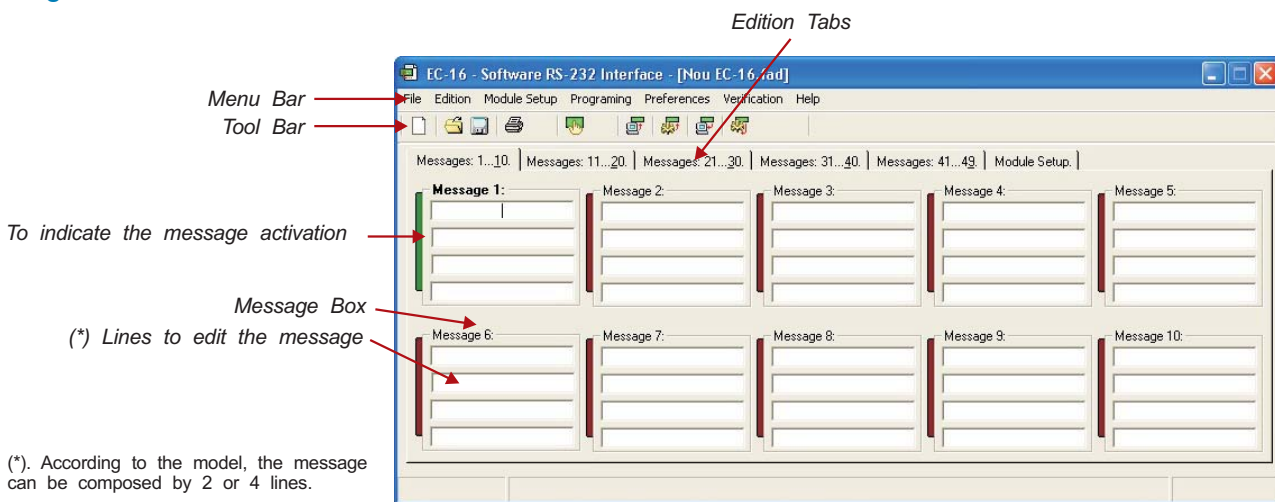 Edition Tabs
EC-16 - Software RS-232 Interface - [Nou EC-16.fad]
Menu Bar
File Edition Module Setup Programing Preferences Verification Help
Tool Bar
Messages: 1...10. Messages: 11...20. Messages: 21...30. Messages: 31...40. Messages: 41...49. Module Setup.
Message 1: Message 2: Message 3: Message 4: Message 5:
To indicate the message activation
Message Box
(*) Lines to edit the message
Message 6: Message 7: Message 8: Message 9: Message 10:
(*). According to the model, the message
can be composed by 2 or 4 lines.